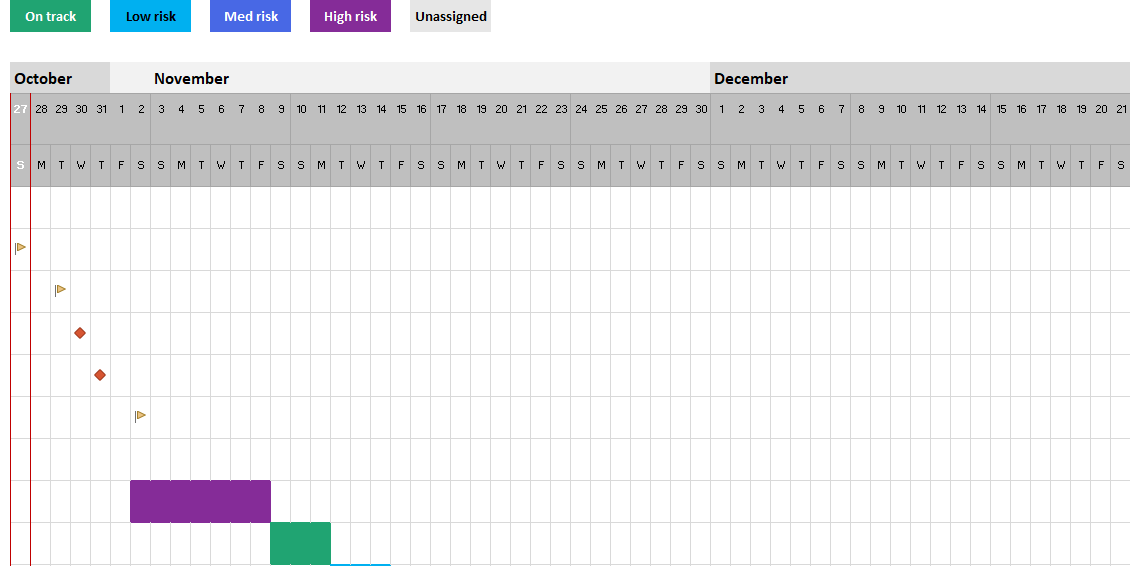 On track Low risk Med risk High risk Unassigned
October November December
27 28 29 30 31 1 2 3 4 5 6 7 8 9 10 11 12 13 14 15 16 17 18 19 20 21 22 23 24 25 26 27 28 29 30 1 2 3 4 5 6 7 8 9 10 11 12 13 14 15 16 17 18 19 20 21
S M T W T F S S M T W T F S S M T W T F S S M T W T F S S M T W T F S S M T W T F S S M T W T F S S M T W T F S